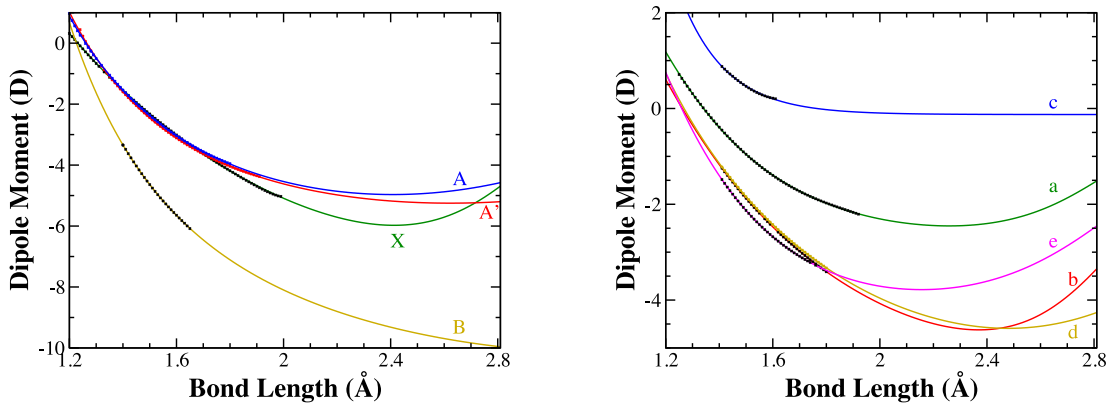 0
-2
-4
-6
-8
-10
1.2
1.6
2
2.4
2.8
Dipole Moment (D)
Bond Length (Å)
A
A'
X
B
2
0
-2
-4
1.2
1.6
2
2.4
2.8
Dipole Moment (D)
Bond Length (Å)
c
a
e
b
d